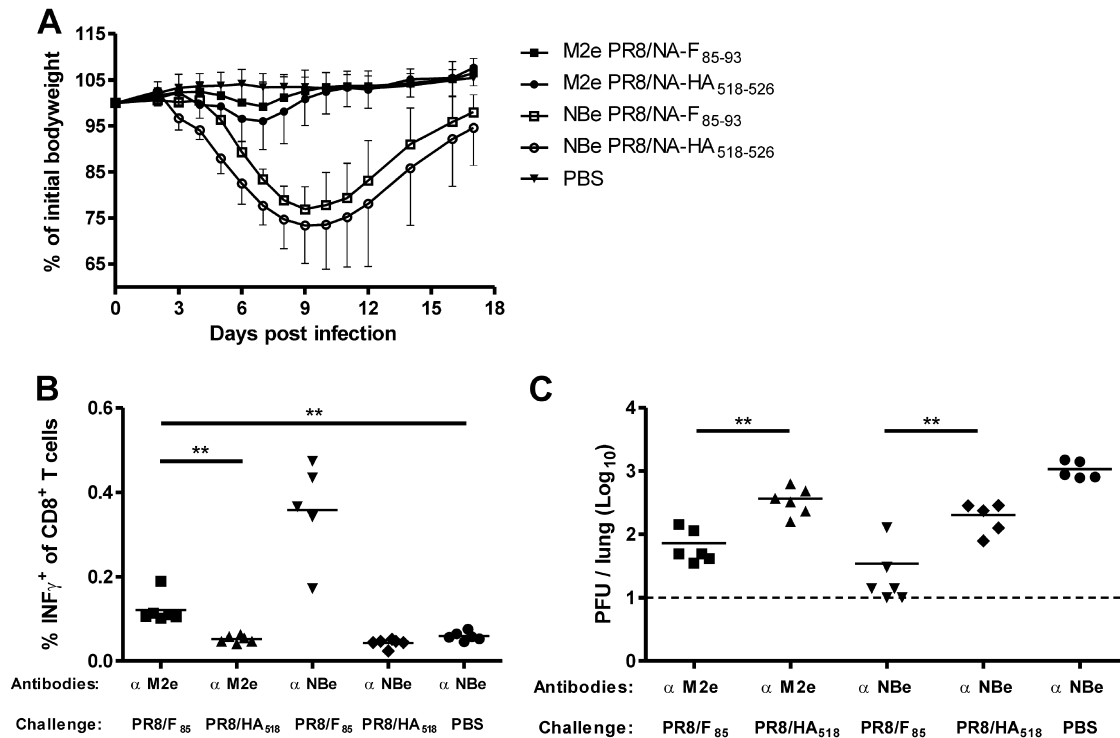 A
115
105
95
85
75
65
% of initial bodyweight
0 3 6 9 12 15 18
Days post infection
M2e PR8/NA-F85-93
M2e PR8/NA-HA518-526
NBe PR8/NA-F85-93
NBe PR8/NA-HA518-526
PBS
B
0.6
0.4
0.2
0.0
% INFγ+ of CD8+ T cells
**
**
Antibodies: α M2e α M2e α NBe α NBe α NBe
Challenge: PR8/F85 PR8/HA518 PR8/F85 PR8/HA518 PBS
C
4
3
2
1
0
PFU / lung (Log10)
** **
Antibodies: α M2e α M2e α NBe α NBe α NBe
Challenge: PR8/F85 PR8/HA518 PR8/F85 PR8/HA518 PBS